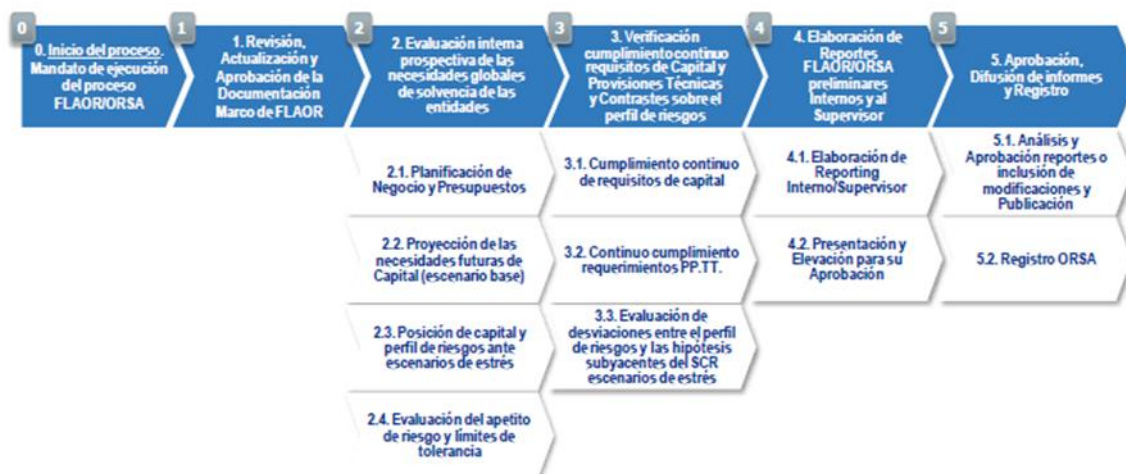 0
0. Inicio del proceso.
Mandato de ejecución
del proceso
FLAOR/ORSA
1
1. Revisión,
Actualización y
Aprobación de la
Documentación
Marco de FLAOR
2
2. Evaluación interna
prospectiva de las
necesidades globales
de solvencia de las
entidades
3
3. Verificación
cumplimiento continuo
requisitos de Capital y
Provisiones Técnicas
y Contrastes sobre el
perfil de riesgos
4
4. Elaboración de
Reportes
FLAOR/ORSA
preliminares
Internos y al
Supervisor
5
5. Aprobación,
Difusión de informes
y Registro
2.1. Planificación de
Negocio y Presupuestos
2.2. Proyección de las
necesidades futuras de
Capital (escenario base)
2.3. Posición de capital y
perfil de riesgos ante
escenarios de estrés
2.4. Evaluación del apetito
de riesgo y límites de
tolerancia
3.1. Cumplimiento continuo
de requisitos de capital
3.2. Continuo cumplimiento
requerimientos PP.TT.
3.3. Evaluación de
desviaciones entre el perfil
de riesgos y las hipótesis
subyacentes del SCR
escenarios de estrés
4.1. Elaboración de
Reporting
Interno/Supervisor
4.2. Presentación y
Elevación para su
Aprobación
5.1. Análisis y
Aprobación reportes o
inclusión de
modificaciones y
Publicación
5.2. Registro ORSA